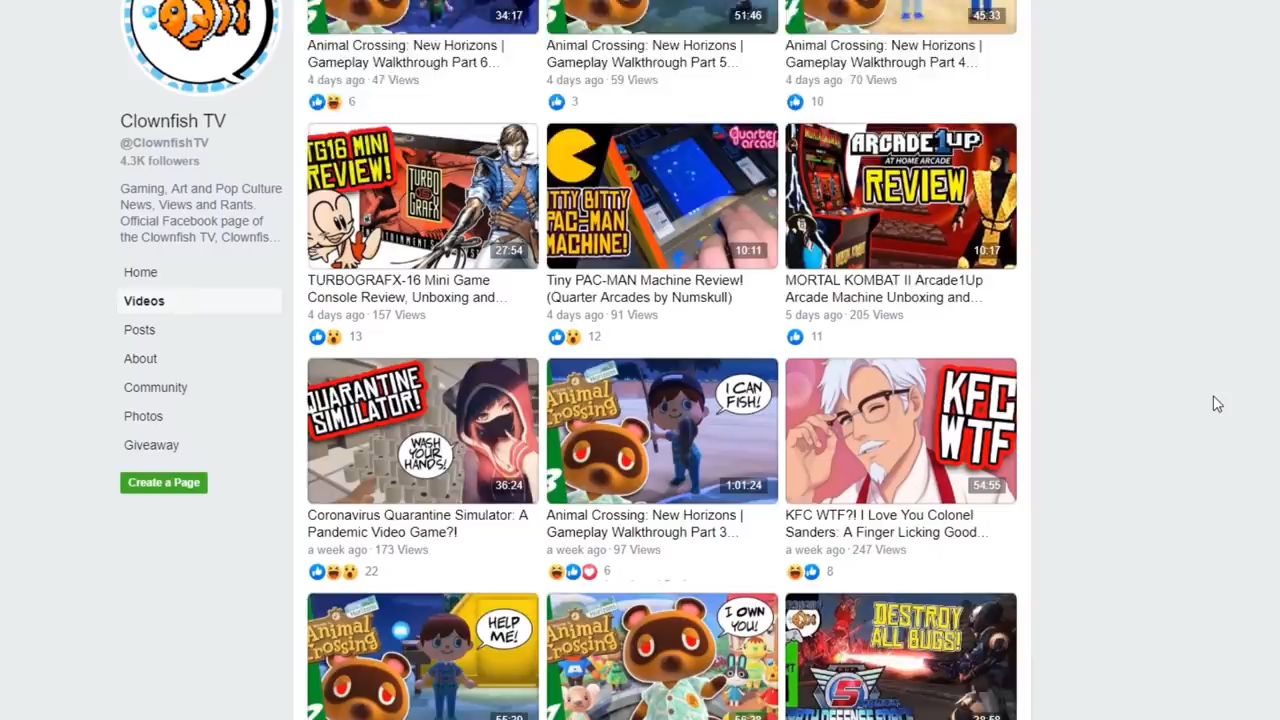 34:17
51:46
45:33
Animal Crossing: New Horizons |
Gameplay Walkthrough Part 6...
4 days ago · 47 Views
6
Animal Crossing: New Horizons |
Gameplay Walkthrough Part 5...
4 days ago · 59 Views
3
Animal Crossing: New Horizons |
Gameplay Walkthrough Part 4...
4 days ago · 70 Views
10
Clownfish TV
@ClownfishTV
4.3K followers
Gaming, Art and Pop Culture
News, Views and Rants.
Official Facebook page of
the Clownfish TV, Clownfis...
Home
Videos
Posts
About
Community
Photos
Giveaway
Create a Page
TG16 MINI
REVIEW!
TURBO
GRAFX
27:54
TURBOGRAFX-16 Mini Game
Console Review, Unboxing and...
4 days ago · 157 Views
13
Quarter
arcades
ITTY BITTY
PAC-MAN
MACHINE!
10:11
Tiny PAC-MAN Machine Review!
(Quarter Arcades by Numskull)
4 days ago · 91 Views
12
ARCADE1UP
AT HOME ARCADE
REVIEW
10:17
MORTAL KOMBAT II Arcade1Up
Arcade Machine Unboxing and...
5 days ago · 205 Views
11
QUARANTINE
SIMULATOR!
WASH
YOUR
HANDS!
36:24
Coronavirus Quarantine Simulator: A
Pandemic Video Game?!
a week ago · 173 Views
22
Animal
Crossing
I CAN
FISH!
1:01:24
Animal Crossing: New Horizons |
Gameplay Walkthrough Part 3...
a week ago · 97 Views
6
KFC
WTF
54:55
KFC WTF?! I Love You Colonel
Sanders: A Finger Licking Good...
a week ago · 247 Views
8
Animal
Crossing
HELP
ME!
Animal
Crossing
I OWN
YOU!
DESTROY
ALL BUGS!
5